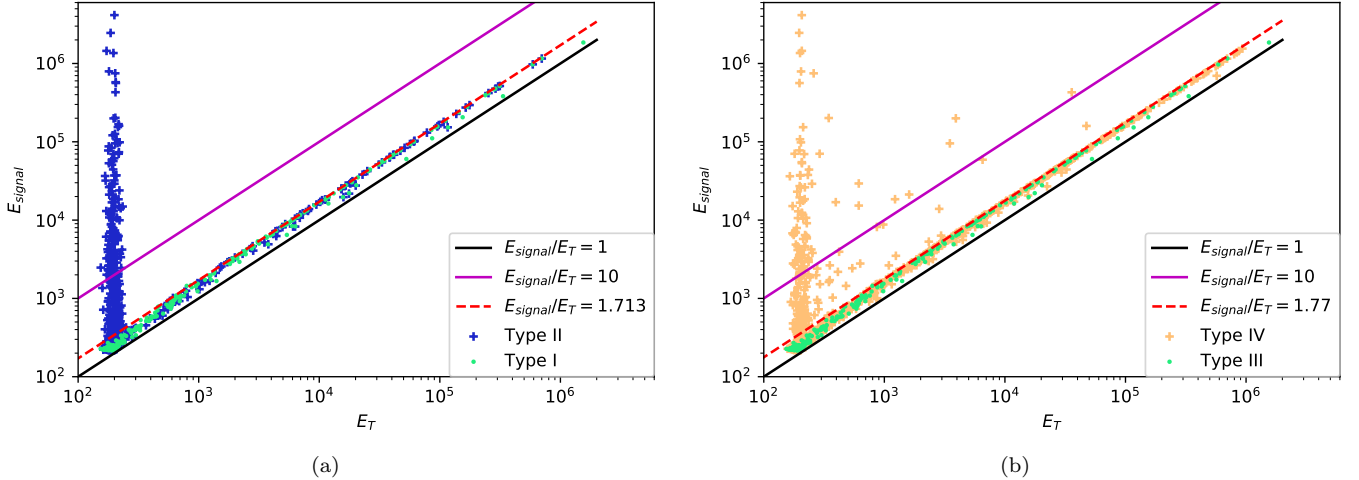 10^6
10^5
10^4
10^3
10^2
E_signal
10^2 10^3 10^4 10^5 10^6
E_T
E_signal/E_T = 1
E_signal/E_T = 10
E_signal/E_T = 1.713
Type II
Type I
(a)
10^6
10^5
10^4
10^3
10^2
E_signal
10^2 10^3 10^4 10^5 10^6
E_T
E_signal/E_T = 1
E_signal/E_T = 10
E_signal/E_T = 1.77
Type IV
Type III
(b)